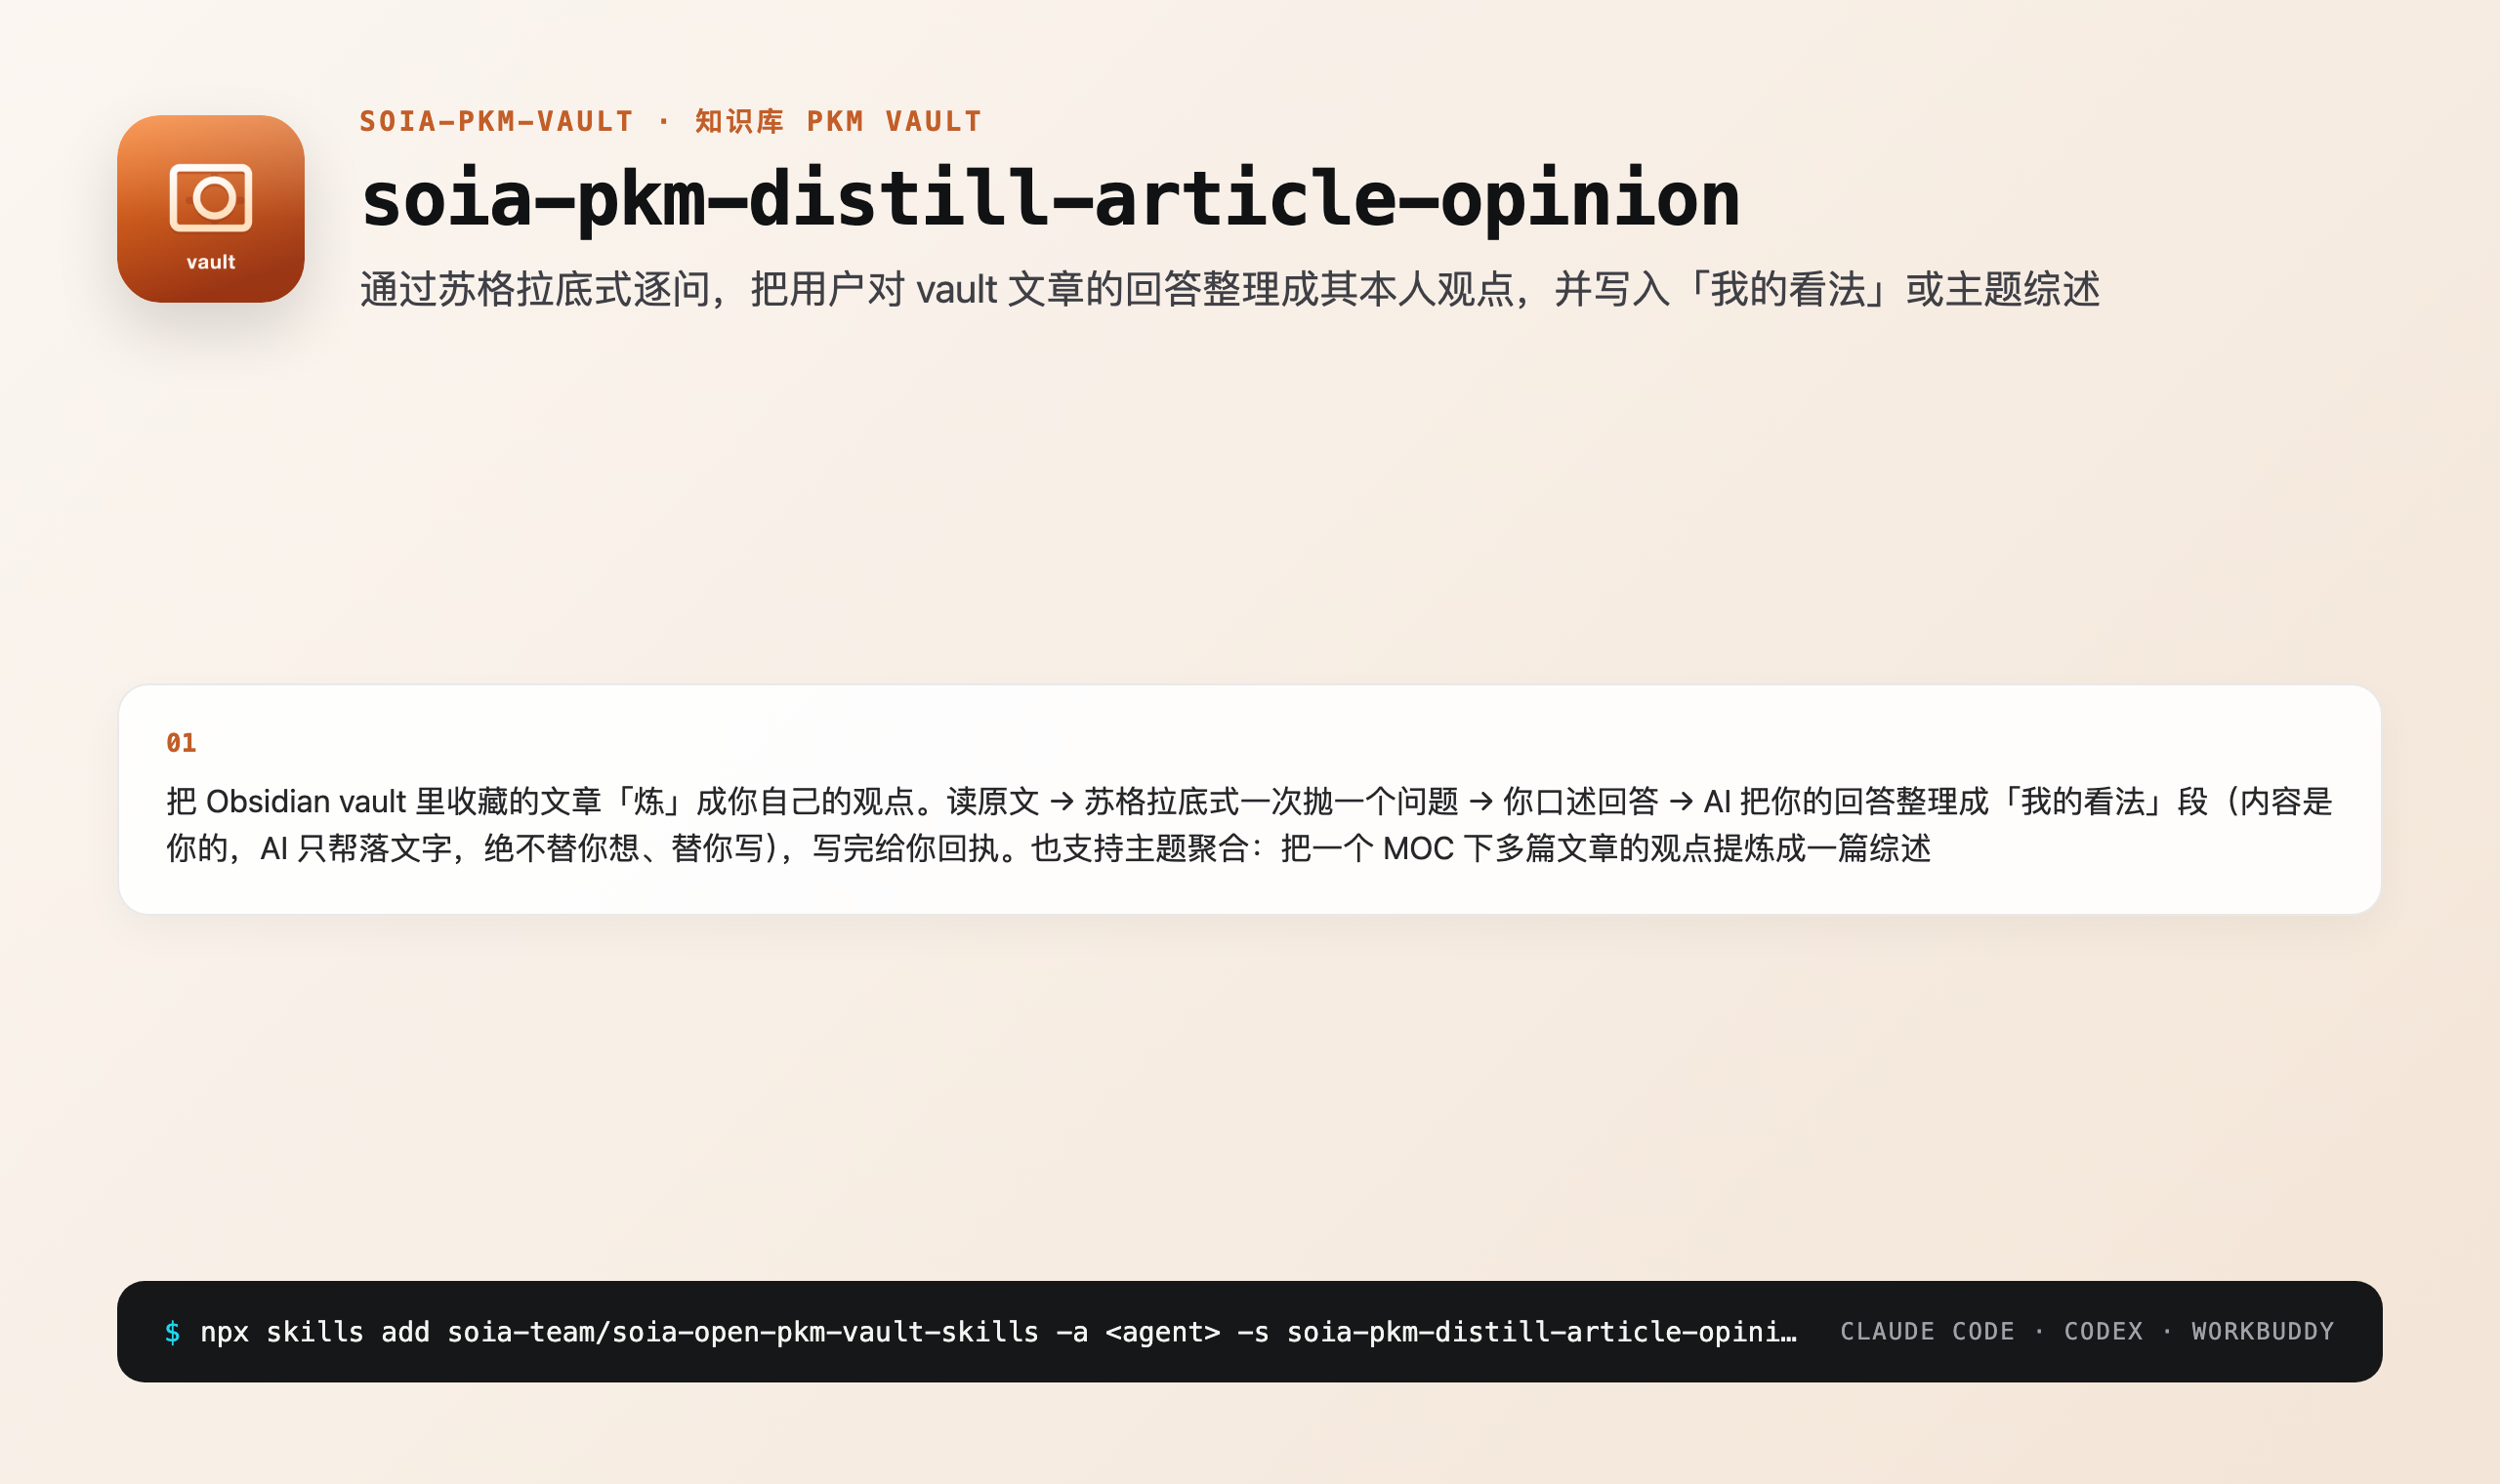 SOIA-PKM-VAULT · 知识库 PKM VAULT
soia-pkm-distill-article-opinion
通过苏格拉底式逐问，把用户对 vault 文章的回答整理成其本人观点，并写入「我的看法」或主题综述
vault
01
把 Obsidian vault 里收藏的文章「炼」成你自己的观点。读原文 → 苏格拉底式一次抛一个问题 → 你口述回答 → AI 把你的回答整理成「我的看法」段（内容是
你的，AI 只帮落文字，绝不替你想、替你写），写完给你回执。也支持主题聚合：把一个 MOC 下多篇文章的观点提炼成一篇综述
$ npx skills add soia-team/soia-open-pkm-vault-skills -a <agent> -s soia-pkm-distill-article-opini… CLAUDE CODE · CODEX · WORKBUDDY